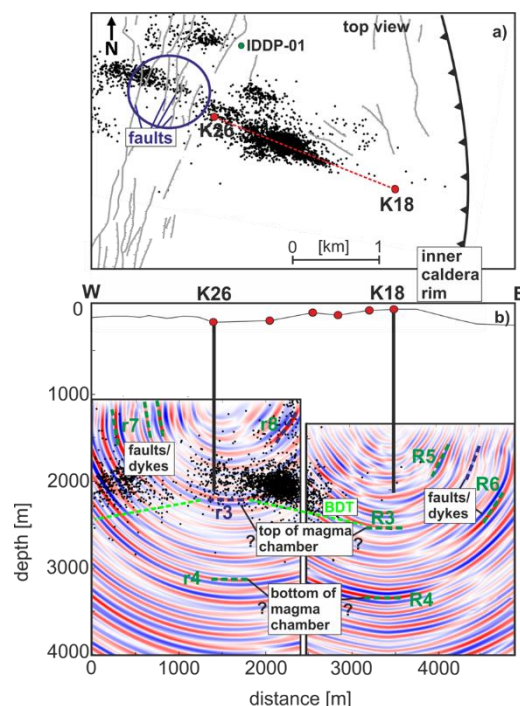 top view
a)
N
IDDP-01
K26
faults
K18
0 [km] 1
inner
caldera
rim
W K26 K18 E
b)
0
1000
2000
3000
4000
depth [m]
r7
r6
faults/
dykes
R5
R6
faults/
dykes
BDT
r3
R3
?
top of magma
chamber
?
r4
R4
?
bottom of
magma
chamber
?
0 1000 2000 3000 4000
distance [m]